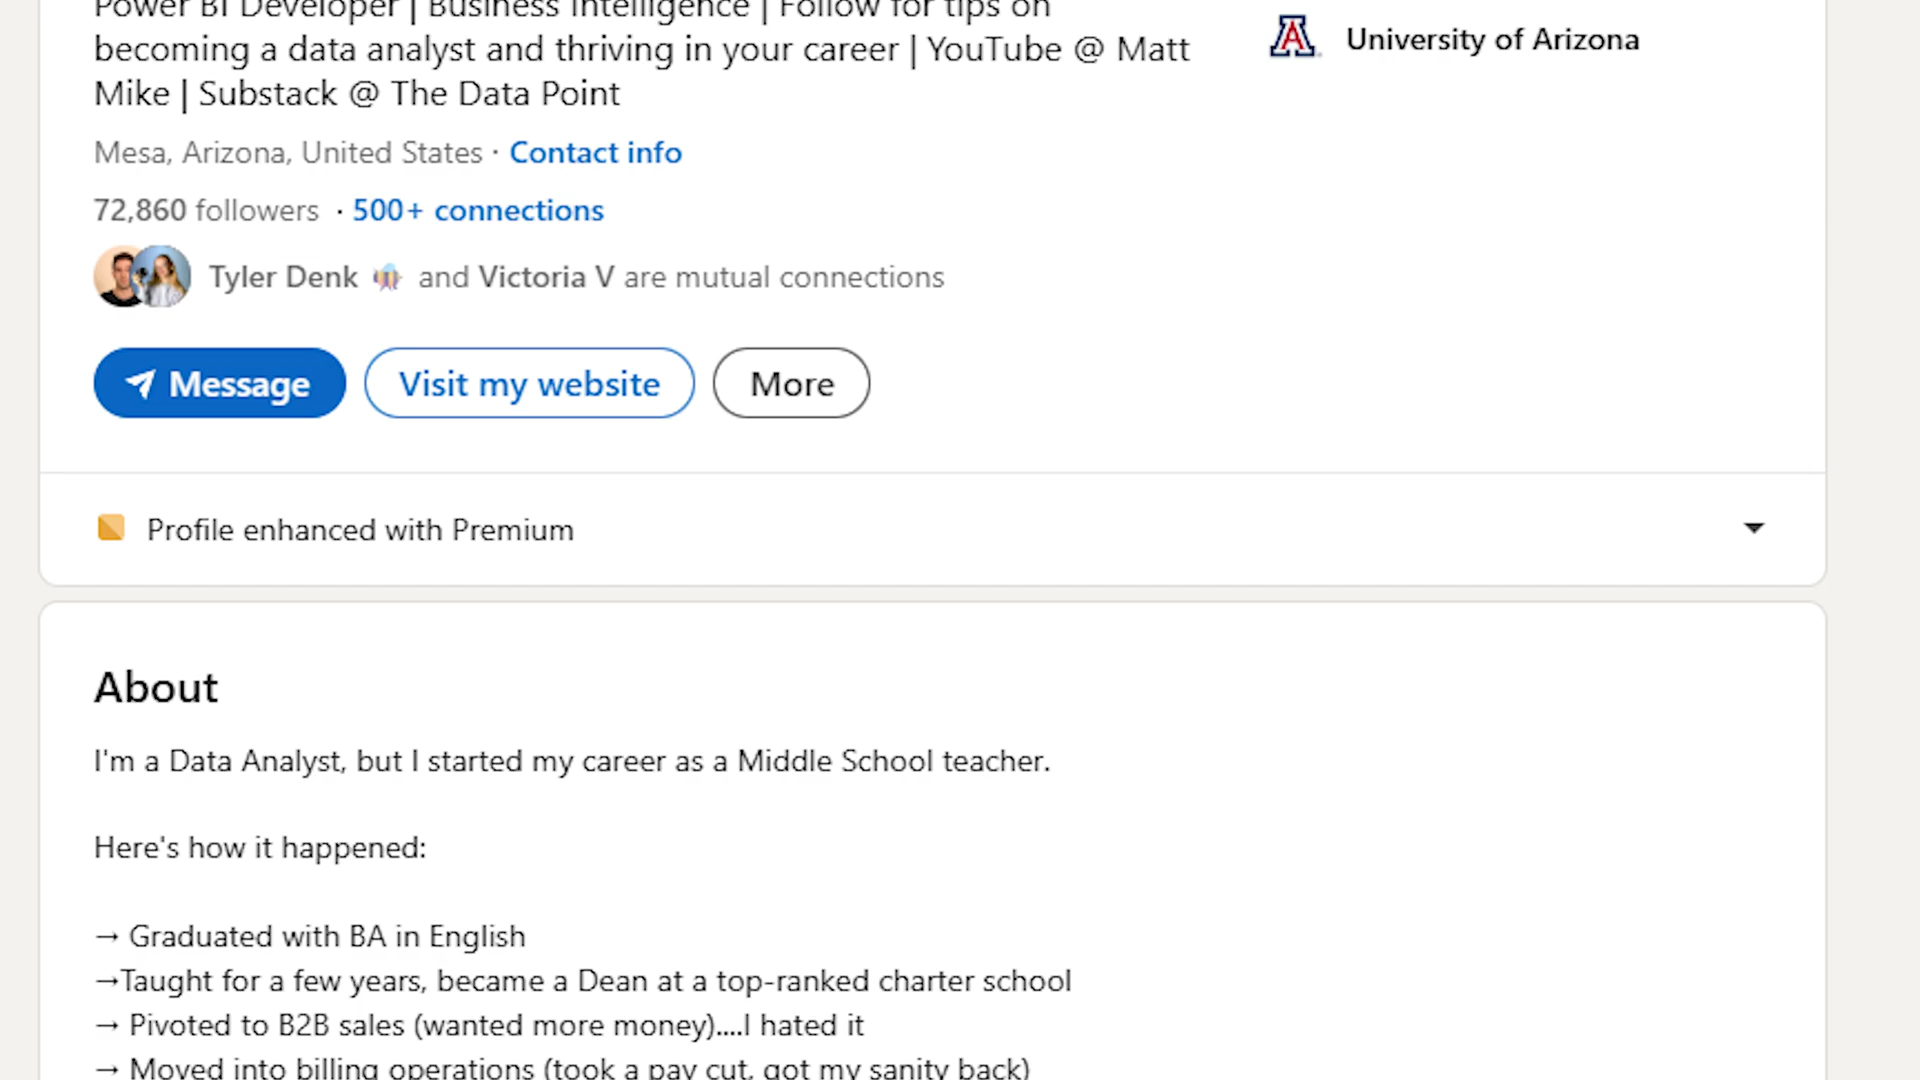 Power BI Developer | Business Intelligence | Follow for tips on
becoming a data analyst and thriving in your career | YouTube @ Matt
Mike | Substack @ The Data Point
University of Arizona
Mesa, Arizona, United States · Contact info
72,860 followers · 500+ connections
Tyler Denk and Victoria V are mutual connections
Message
Visit my website
More
Profile enhanced with Premium
About
I'm a Data Analyst, but I started my career as a Middle School teacher.
Here's how it happened:
→ Graduated with BA in English
→Taught for a few years, became a Dean at a top-ranked charter school
→ Pivoted to B2B sales (wanted more money)....I hated it
→ Moved into billing operations (took a pay cut, got my sanity back)